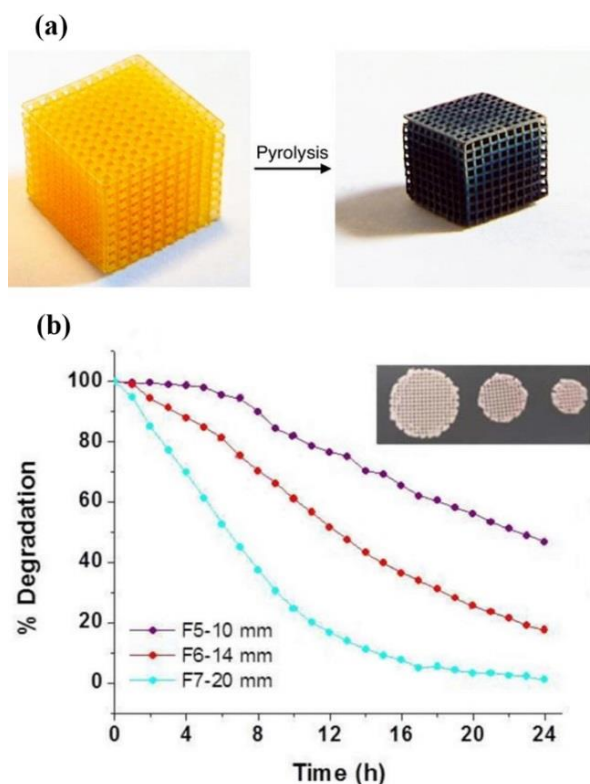 (a)
Pyrolysis
(b)
% Degradation
100
80
60
40
20
0
F5-10 mm
F6-14 mm
F7-20 mm
0 4 8 12 16 20 24
Time (h)